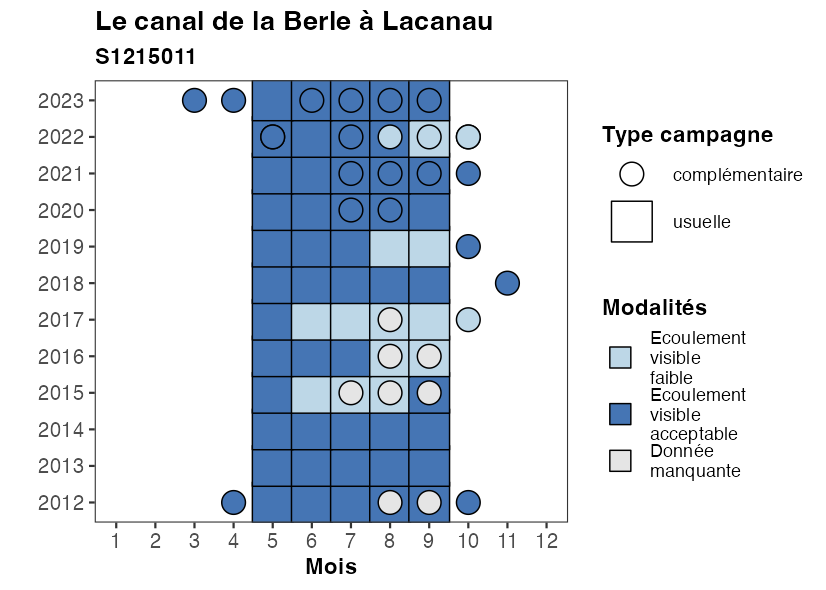 Le canal de la Berle à Lacanau
S1215011
2023
2022
2021
2020
2019
2018
2017
2016
2015
2014
2013
2012
1 2 3 4 5 6 7 8 9 10 11 12
Mois
Type campagne
complémentaire
usuelle
Modalités
Ecoulement
visible
faible
Ecoulement
visible
acceptable
Donnée
manquante